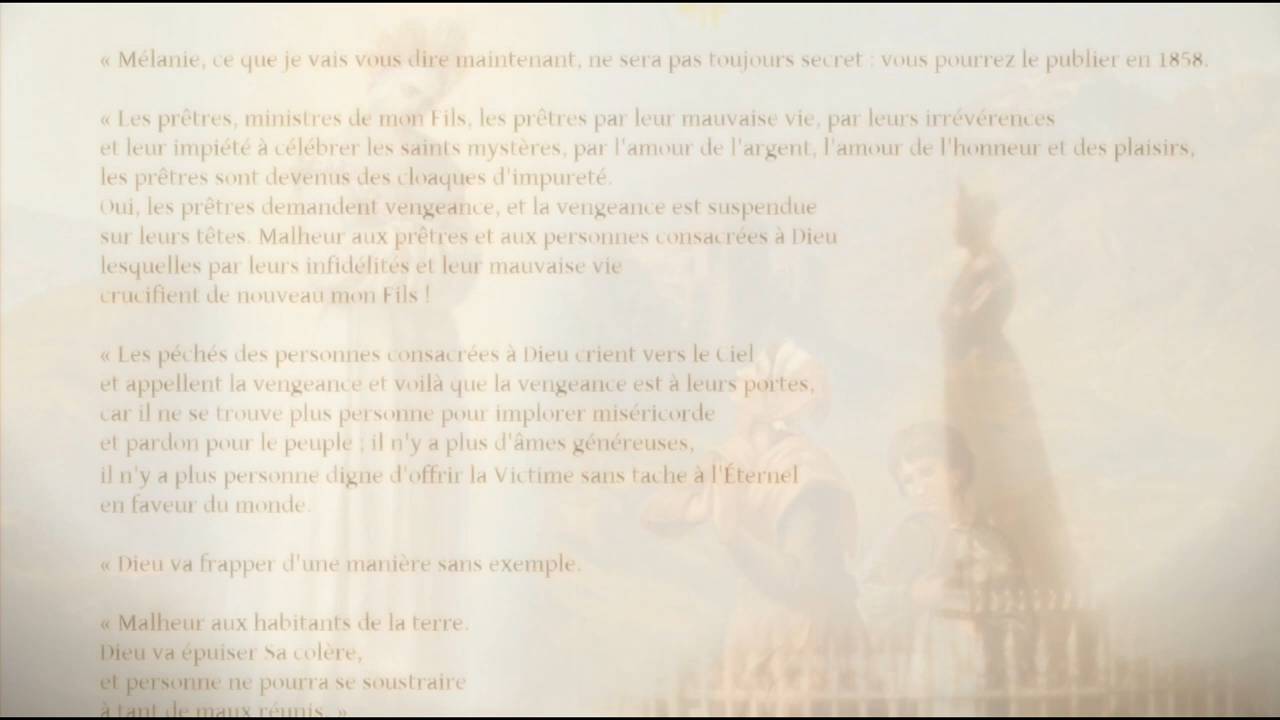 « Mélanie, ce que je vais vous dire maintenant, ne sera pas toujours secret : vous pourrez le publier en 1858.
« Les prêtres, ministres de mon Fils, les prêtres par leur mauvaise vie, par leurs irrévérences
et leur impiété à célébrer les saints mystères, par l'amour de l'argent, l'amour de l'honneur et des plaisirs,
les prêtres sont devenus des cloaques d'impureté.
Oui, les prêtres demandent vengeance, et la vengeance est suspendue
sur leurs têtes. Malheur aux prêtres et aux personnes consacrées à Dieu
lesquelles par leurs infidélités et leur mauvaise vie
crucifient de nouveau mon Fils !
« Les péchés des personnes consacrées à Dieu crient vers le Ciel
et appellent la vengeance et voilà que la vengeance est à leurs portes,
car il ne se trouve plus personne pour implorer miséricorde
et pardon pour le peuple ; il n'y a plus d'âmes généreuses,
il n'y a plus personne digne d'offrir la Victime sans tache à l'Éternel
en faveur du monde.
« Dieu va frapper d'une manière sans exemple.
« Malheur aux habitants de la terre.
Dieu va épuiser Sa colère,
et personne ne pourra se soustraire
à tant de maux réunis. »